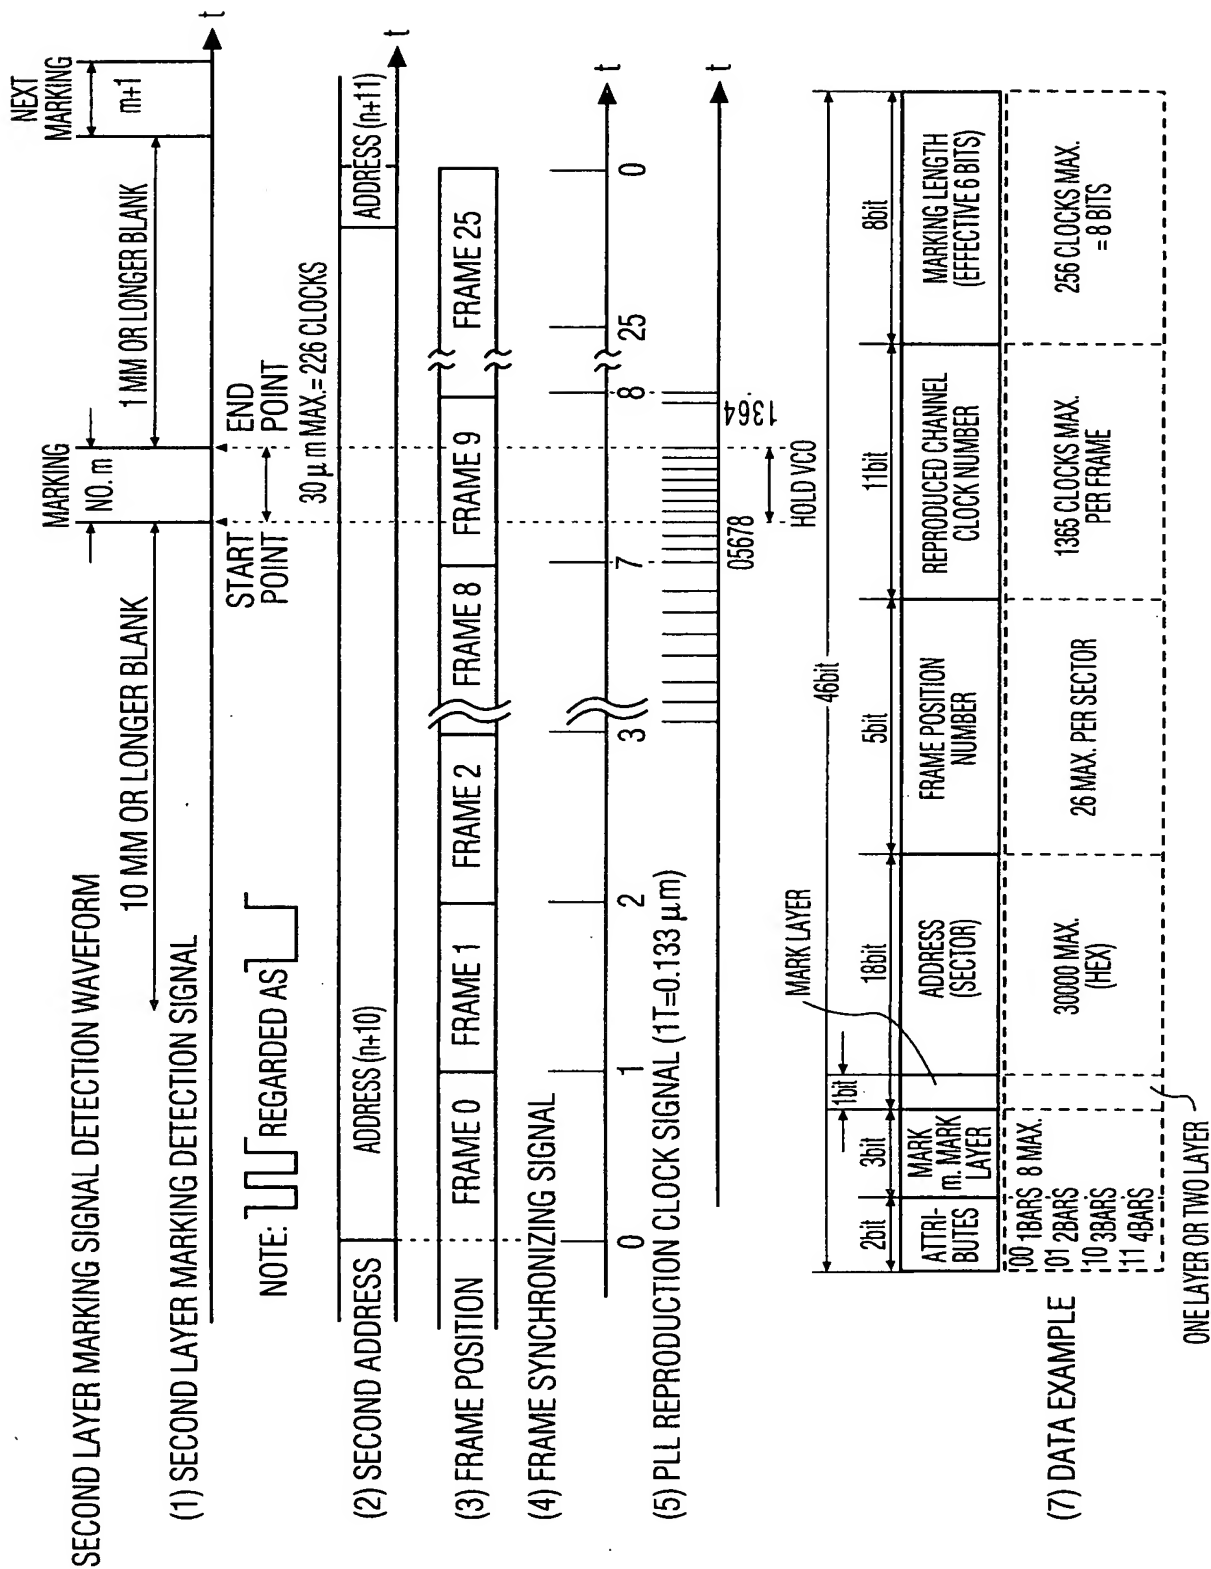 SECOND LAYER MARKING SIGNAL DETECTION WAVEFORM
MARKING
NO. m
NEXT
MARKING
m+1
10 MM OR LONGER BLANK
1 MM OR LONGER BLANK
(1) SECOND LAYER MARKING DETECTION SIGNAL
t
START
POINT
END
POINT
NOTE: REGARDED AS
30 μm MAX.= 226 CLOCKS
(2) SECOND ADDRESS
ADDRESS (n+10)
ADDRESS (n+11)
t
(3) FRAME POSITION
FRAME 0
FRAME 1
FRAME 2
FRAME 8
FRAME 9
FRAME 25
(4) FRAME SYNCHRONIZING SIGNAL
t
0
1
2
3
7
8
25
0
(5) PLL REPRODUCTION CLOCK SIGNAL (1T=0.133 μm)
t
05678
1364
HOLD VCO
MARK LAYER
46bit
2bit
3bit
1bit
18bit
5bit
11bit
8bit
ATTRI-
BUTES
MARK
m. MARK
LAYER
ADDRESS
(SECTOR)
FRAME POSITION
NUMBER
REPRODUCED CHANNEL
CLOCK NUMBER
MARKING LENGTH
(EFFECTIVE 6 BITS)
(7) DATA EXAMPLE
00 1BARS
01 2BARS
10 3BARS
11 4BARS
8 MAX.
30000 MAX.
(HEX)
26 MAX. PER SECTOR
1365 CLOCKS MAX.
PER FRAME
256 CLOCKS MAX.
= 8 BITS
ONE LAYER OR TWO LAYER